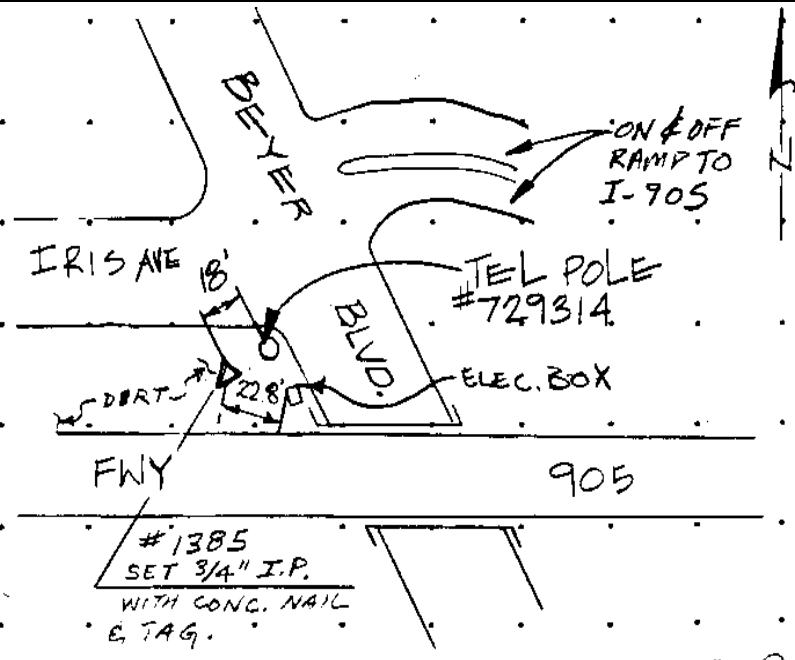 BEYER
ON & OFF
RAMP TO
I-905
N
IRIS AVE
18'
TEL POLE
#729314
BLVD.
DIRT
22.8'
ELEC. BOX
FWY
905
#1385
SET 3/4" I.P.
WITH CONC. NAIL
& TAG.